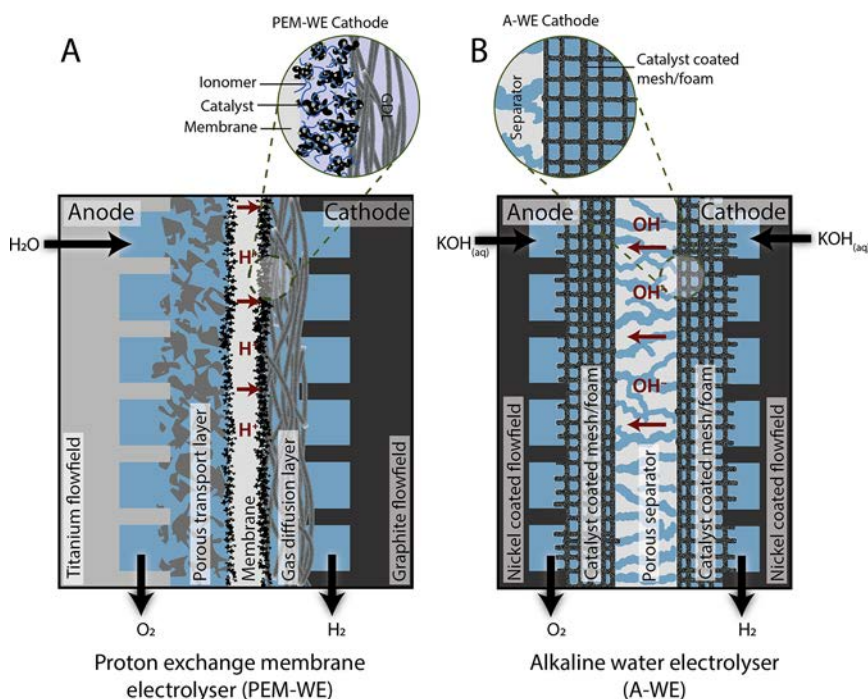 A
PEM-WE Cathode
Ionomer
Catalyst
Membrane
GDL
Anode
Cathode
H₂O
H⁺
H⁺
H⁺
Titanium flowfield
Porous transport layer
Membrane
Gas diffusion layer
Graphite flowfield
O₂
H₂
Proton exchange membrane
electrolyser (PEM-WE)
B
A-WE Cathode
Catalyst coated
mesh/foam
Separator
Anode
Cathode
KOH(aq)
KOH(aq)
OH⁻
OH⁻
OH⁻
Nickel coated flowfield
Catalyst coated mesh/foam
Porous separator
Catalyst coated mesh/foam
Nickel coated flowfield
O₂
H₂
Alkaline water electrolyser
(A-WE)